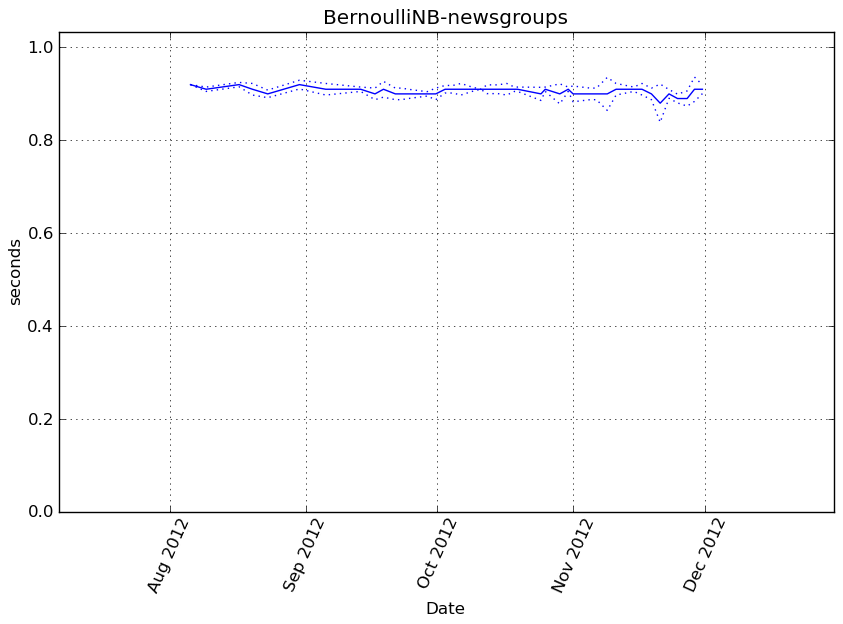 BernoulliNB-newsgroups
1.0
0.8
0.6
0.4
0.2
0.0
seconds
Aug 2012
Sep 2012
Oct 2012
Nov 2012
Dec 2012
Date